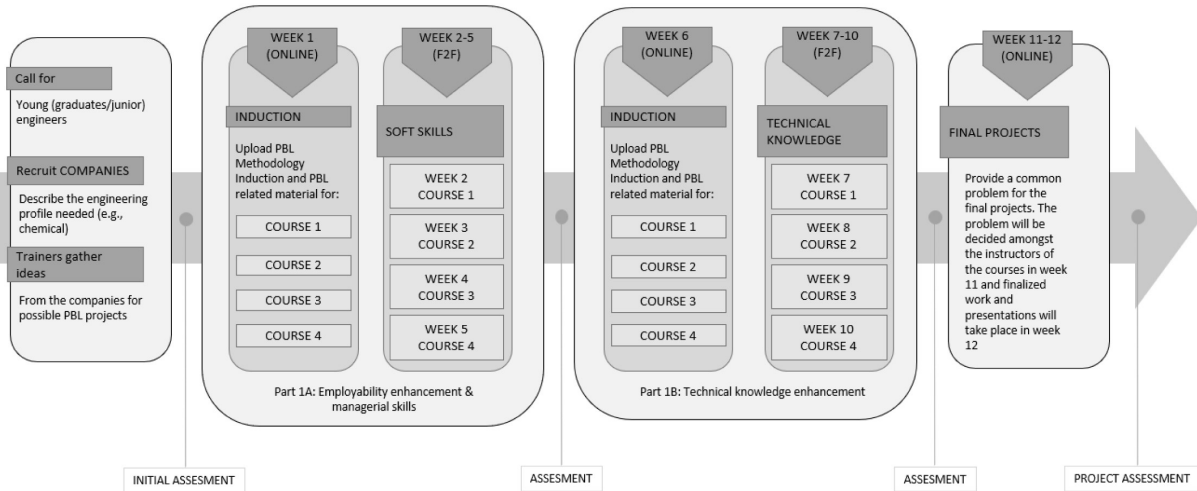 Call for
Young (graduates/junior)
engineers
Recruit COMPANIES
Describe the engineering
profile needed (e.g.,
chemical)
Trainers gather
ideas
From the companies for
possible PBL projects
WEEK 1
(ONLINE)
INDUCTION
Upload PBL
Methodology
Induction and PBL
related material for:
COURSE 1
COURSE 2
COURSE 3
COURSE 4
WEEK 2-5
(F2F)
SOFT SKILLS
WEEK 2
COURSE 1
WEEK 3
COURSE 2
WEEK 4
COURSE 3
WEEK 5
COURSE 4
Part 1A: Employability enhancement &
managerial skills
WEEK 6
(ONLINE)
INDUCTION
Upload PBL
Methodology
Induction and PBL
related material for:
COURSE 1
COURSE 2
COURSE 3
COURSE 4
WEEK 7-10
(F2F)
TECHNICAL
KNOWLEDGE
WEEK 7
COURSE 1
WEEK 8
COURSE 2
WEEK 9
COURSE 3
WEEK 10
COURSE 4
Part 1B: Technical knowledge enhancement
WEEK 11-12
(ONLINE)
FINAL PROJECTS
Provide a common
problem for the
final projects. The
problem will be
decided amongst
the instructors of
the courses in week
11 and finalized
work and
presentations will
take place in week
12
INITIAL ASSESMENT
ASSESMENT
ASSESMENT
PROJECT ASSESSMENT